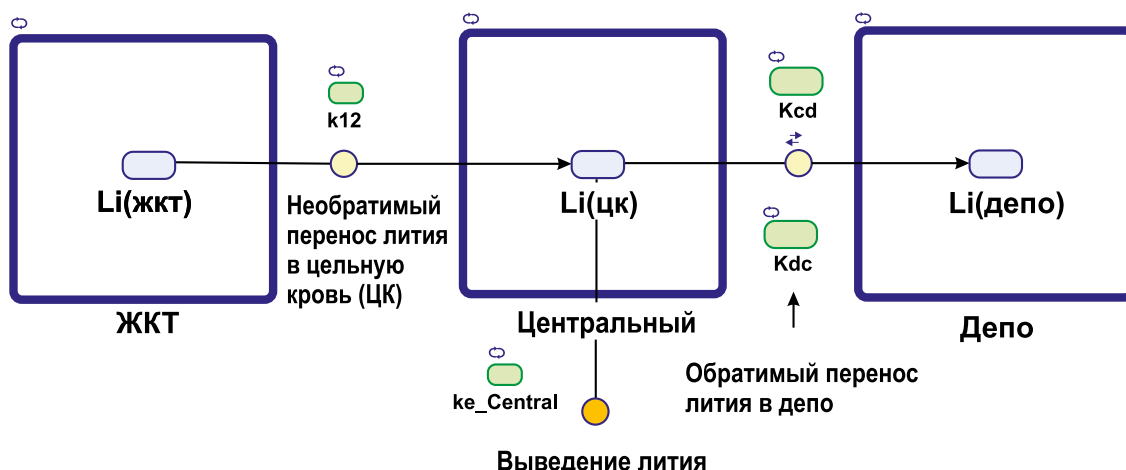 Kcd
k12
Li(жкт)
Li(цк)
Li(депо)
Необратимый
перенос лития
в цельную
кровь (ЦК)
Kdc
ЖКТ
Центральный
Депо
ke_Central
Обратимый перенос
лития в депо
Выведение лития